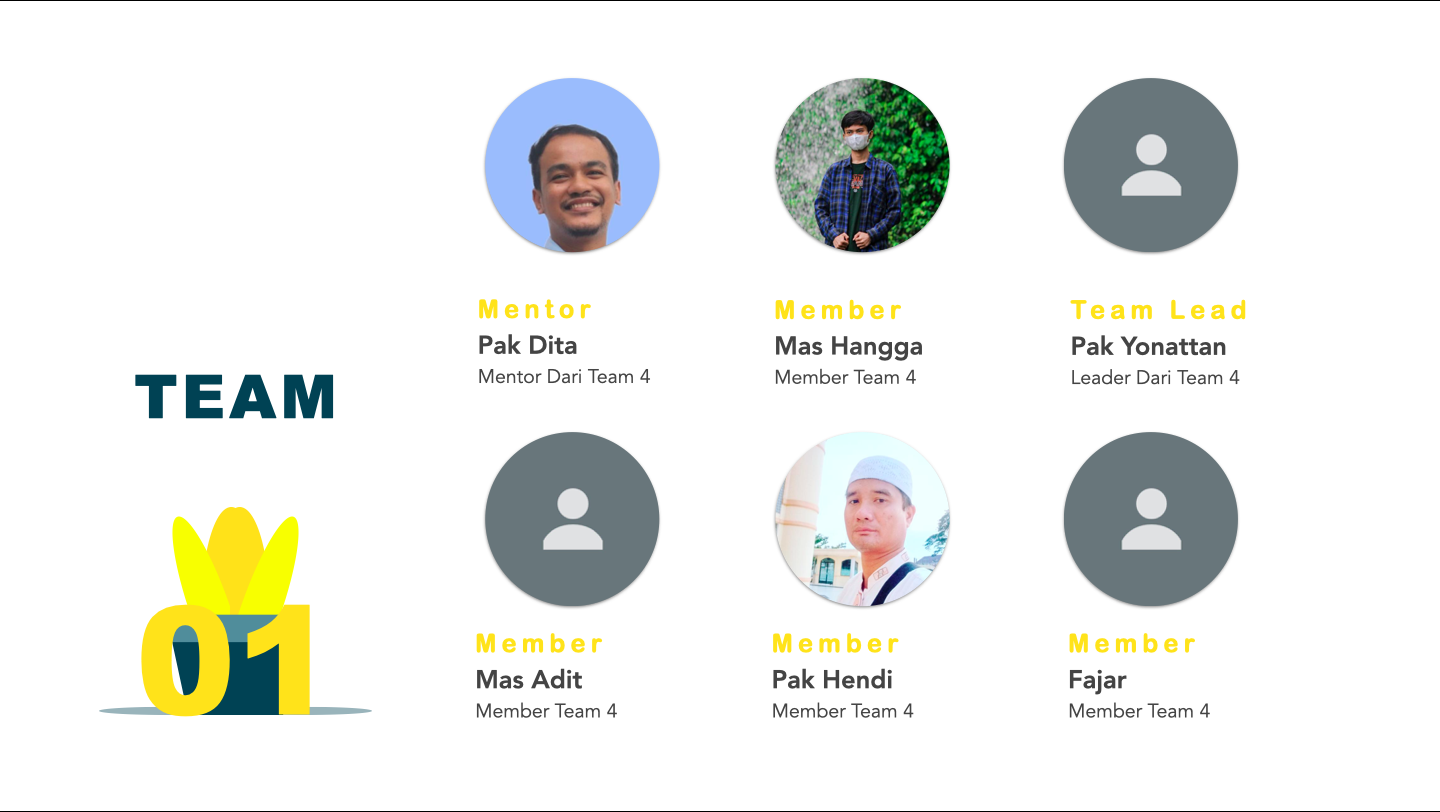 TEAM
01
Mentor
Pak Dita
Mentor Dari Team 4
Member
Mas Hangga
Member Team 4
Team Lead
Pak Yonattan
Leader Dari Team 4
Member
Mas Adit
Member Team 4
Member
Pak Hendi
Member Team 4
Member
Fajar
Member Team 4